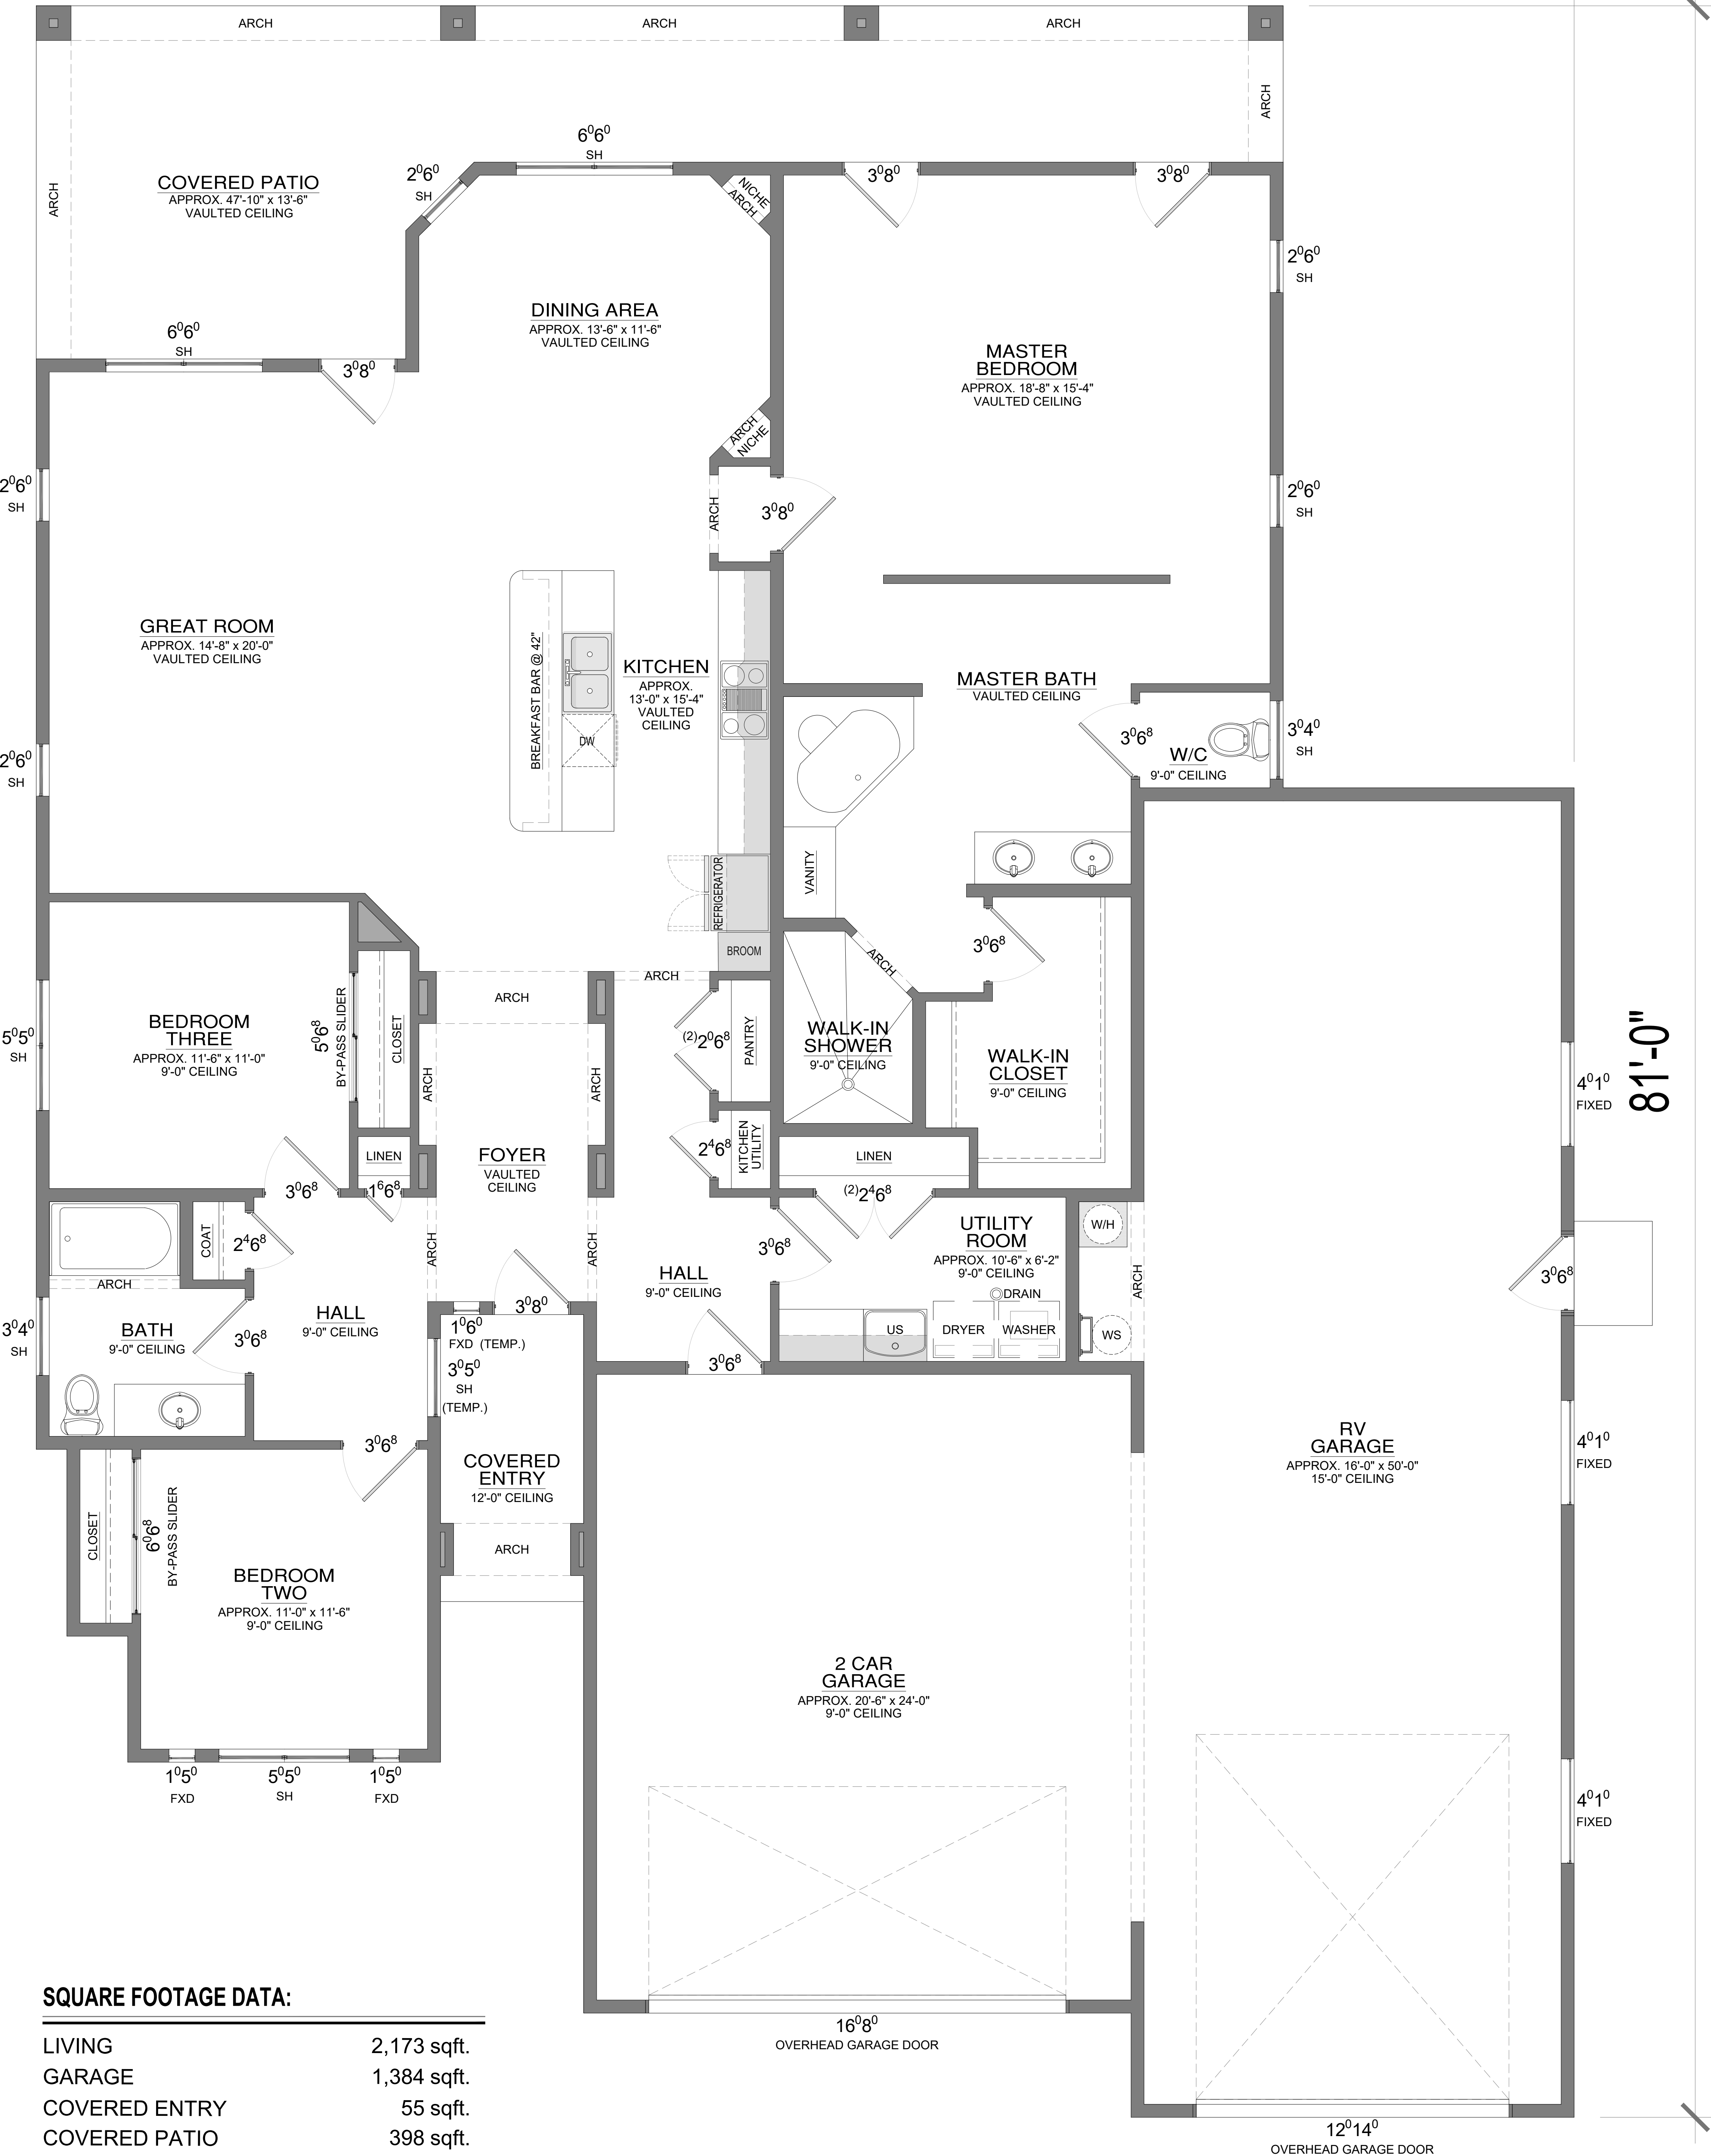 ARCH
ARCH
ARCH
ARCH
ARCH
6⁰6⁰
SH
2⁰6⁰
SH
COVERED PATIO
APPROX. 47'-10" x 13'-6"
VAULTED CEILING
NICHE
ARCH
3⁰8⁰
3⁰8⁰
2⁰6⁰
SH
DINING AREA
APPROX. 13'-6" x 11'-6"
VAULTED CEILING
6⁰6⁰
SH
3⁰8⁰
MASTER
BEDROOM
APPROX. 18'-8" x 15'-4"
VAULTED CEILING
ARCH
NICHE
2⁰6⁰
SH
ARCH
3⁰8⁰
2⁰6⁰
SH
GREAT ROOM
APPROX. 14'-8" x 20'-0"
VAULTED CEILING
BREAKFAST BAR @ 42"
DW
KITCHEN
APPROX.
13'-0" x 15'-4"
VAULTED
CEILING
MASTER BATH
VAULTED CEILING
2⁰6⁰
SH
3⁰6⁸
W/C
9'-0" CEILING
3⁰4⁰
SH
VANITY
REFRIGERATOR
BROOM
3⁰6⁸
ARCH
ARCH
ARCH
BEDROOM
THREE
APPROX. 11'-6" x 11'-0"
9'-0" CEILING
5⁰5⁰
SH
5⁰6⁸
BY-PASS SLIDER
CLOSET
ARCH
ARCH
(2)2⁰6⁸
PANTRY
WALK-IN
SHOWER
9'-0" CEILING
WALK-IN
CLOSET
9'-0" CEILING
4⁰1⁰
FIXED
81'-0"
LINEN
1⁶6⁸
3⁰6⁸
FOYER
VAULTED
CEILING
2⁴6⁸
KITCHEN
UTILITY
LINEN
(2)2⁴6⁸
COAT
2⁴6⁸
ARCH
ARCH
ARCH
3⁰6⁸
UTILITY
ROOM
APPROX. 10'-6" x 6'-2"
9'-0" CEILING
DRAIN
W/H
ARCH
3⁰6⁸
HALL
9'-0" CEILING
HALL
9'-0" CEILING
3⁰8⁰
3⁰4⁰
SH
BATH
9'-0" CEILING
3⁰6⁸
1⁰6⁰
FXD (TEMP.)
3⁰5⁰
SH
(TEMP.)
US
DRYER
WASHER
WS
3⁰6⁸
3⁰6⁸
COVERED
ENTRY
12'-0" CEILING
RV
GARAGE
APPROX. 16'-0" x 50'-0"
15'-0" CEILING
4⁰1⁰
FIXED
CLOSET
6⁰6⁸
BY-PASS SLIDER
ARCH
BEDROOM
TWO
APPROX. 11'-0" x 11'-6"
9'-0" CEILING
2 CAR
GARAGE
APPROX. 20'-6" x 24'-0"
9'-0" CEILING
1⁰5⁰
FXD
5⁰5⁰
SH
1⁰5⁰
FXD
4⁰1⁰
FIXED
16⁰8⁰
OVERHEAD GARAGE DOOR
12⁰14⁰
OVERHEAD GARAGE DOOR
SQUARE FOOTAGE DATA:
LIVING 2,173 sqft.
GARAGE 1,384 sqft.
COVERED ENTRY 55 sqft.
COVERED PATIO 398 sqft.